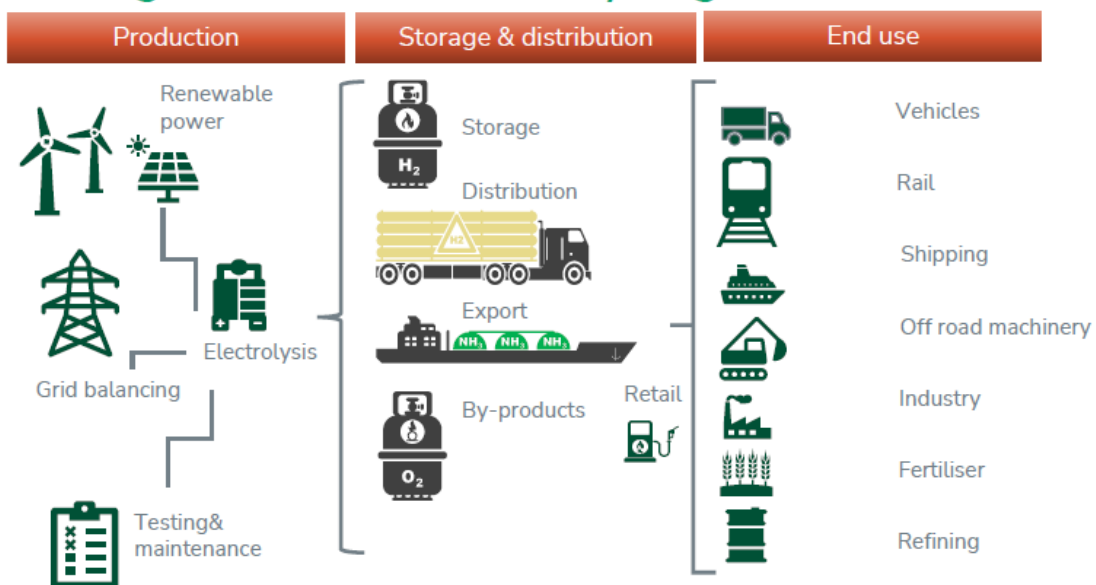 Production
Storage & distribution
End use
Renewable
power
Electrolysis
Grid balancing
Testing&
maintenance
Storage
H₂
Distribution
H2
Export
NH₃ NH₃ NH₃
By-products
O₂
Retail
Vehicles
Rail
Shipping
Off road machinery
Industry
Fertiliser
Refining